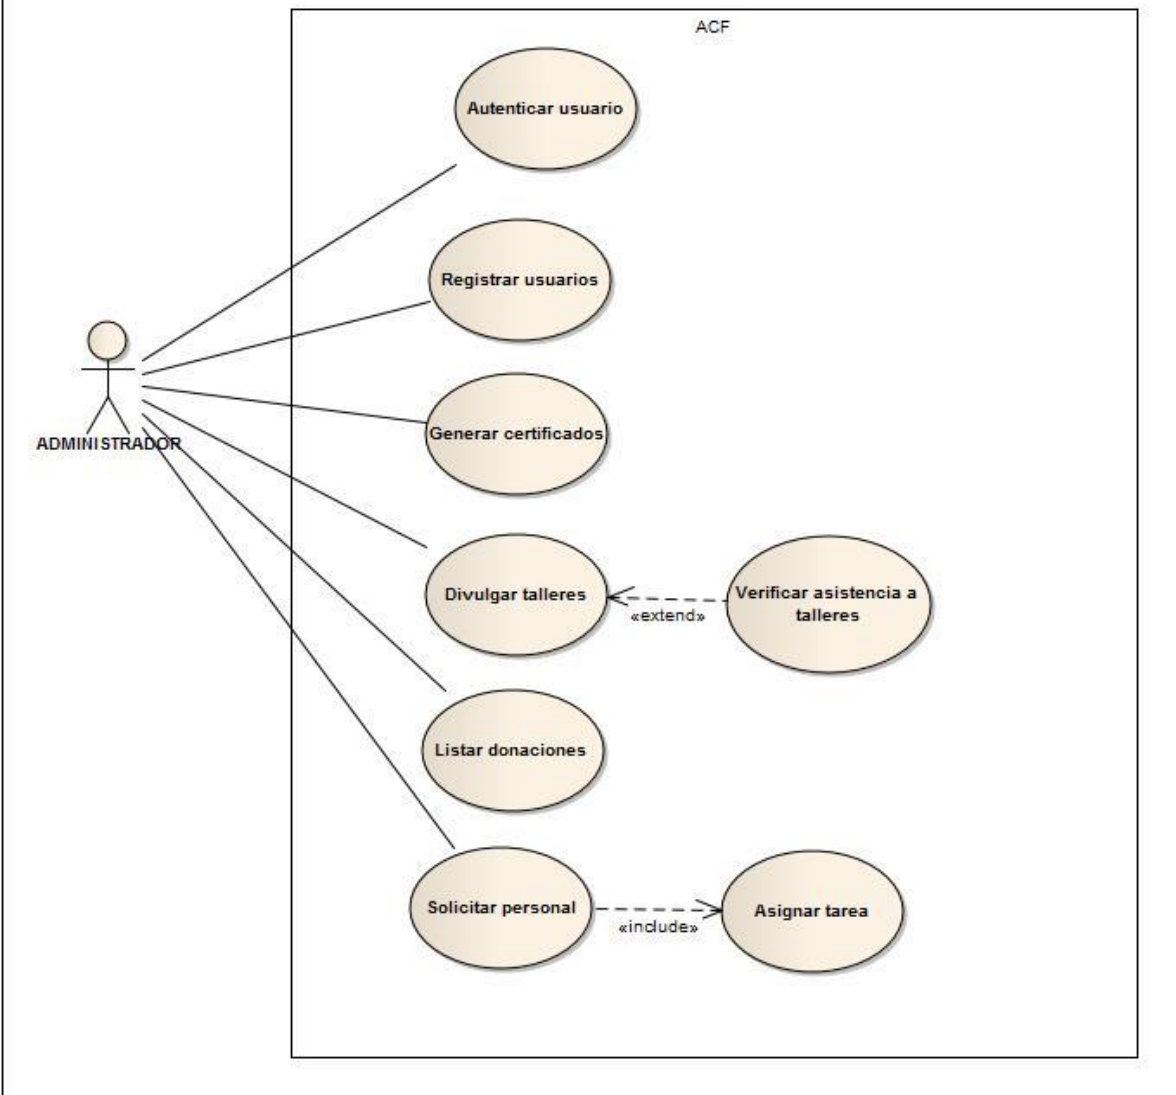 ACF
Autenticar usuario
Registrar usuarios
ADMINISTRADOR
Generar certificados
Divulgar talleres
«extend»
Verificar asistencia a
talleres
Listar donaciones
Solicitar personal
«include»
Asignar tarea